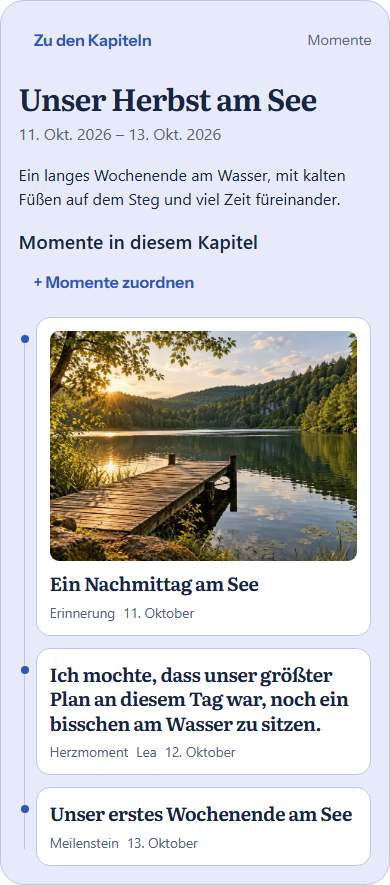 Zu den Kapiteln
Momente
Unser Herbst am See
11. Okt. 2026 – 13. Okt. 2026
Ein langes Wochenende am Wasser, mit kalten
Füßen auf dem Steg und viel Zeit füreinander.
Momente in diesem Kapitel
+ Momente zuordnen
Ein Nachmittag am See
Erinnerung 11. Oktober
Ich mochte, dass unser größter
Plan an diesem Tag war, noch ein
bisschen am Wasser zu sitzen.
Herzmoment Lea 12. Oktober
Unser erstes Wochenende am See
Meilenstein 13. Oktober